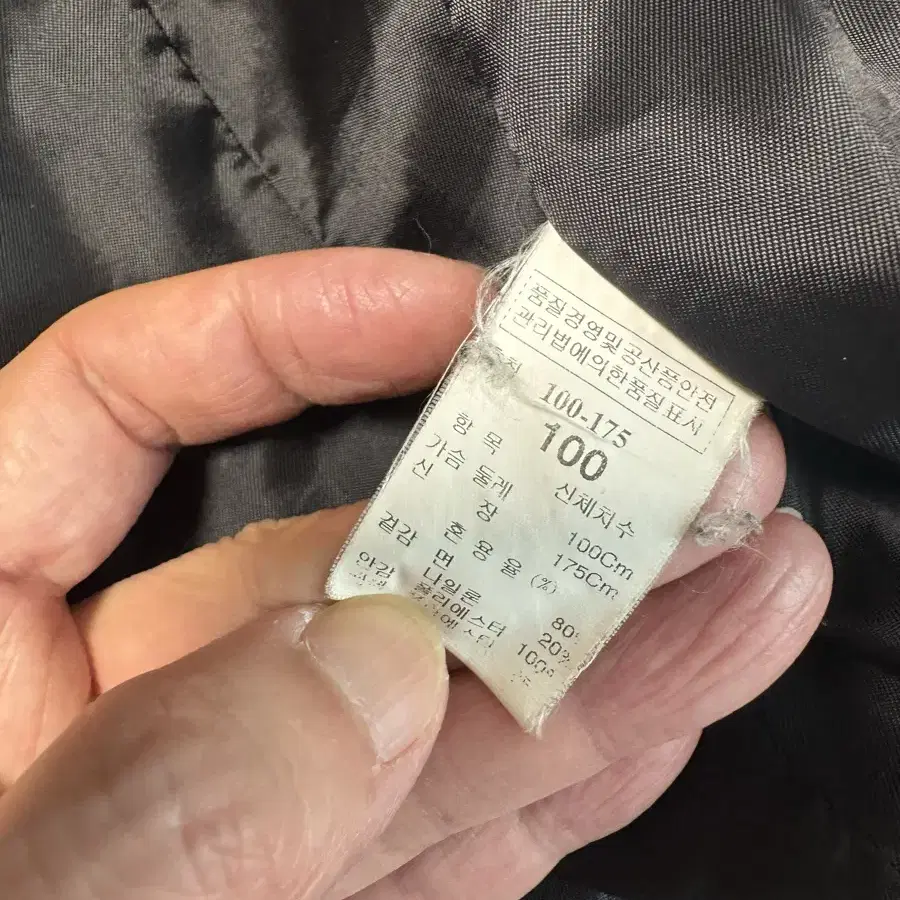 품질경영및공산품안전
관리법에의한품질표시
100-175
100
항 목 신체치수
가슴 둘레 100Cm
신 장 175Cm
혼 용 율 (%)
겉감 면 80%
나일론 20%
안감 폴리에스터 100%